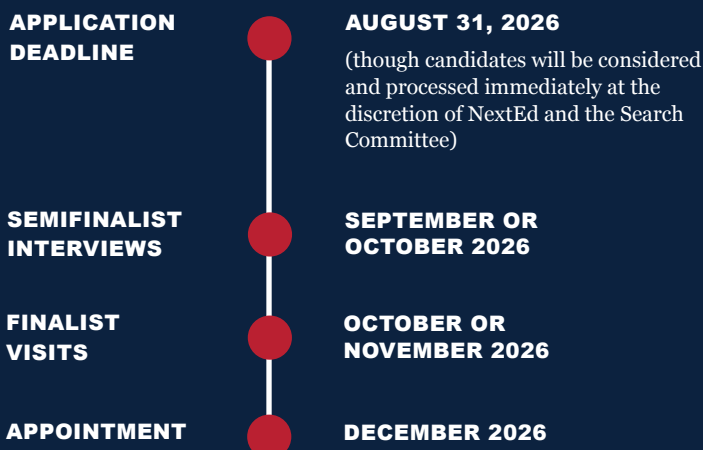 APPLICATION
DEADLINE
AUGUST 31, 2026
(though candidates will be considered
and processed immediately at the
discretion of NextEd and the Search
Committee)
SEMIFINALIST
INTERVIEWS
SEPTEMBER OR
OCTOBER 2026
FINALIST
VISITS
OCTOBER OR
NOVEMBER 2026
APPOINTMENT
DECEMBER 2026